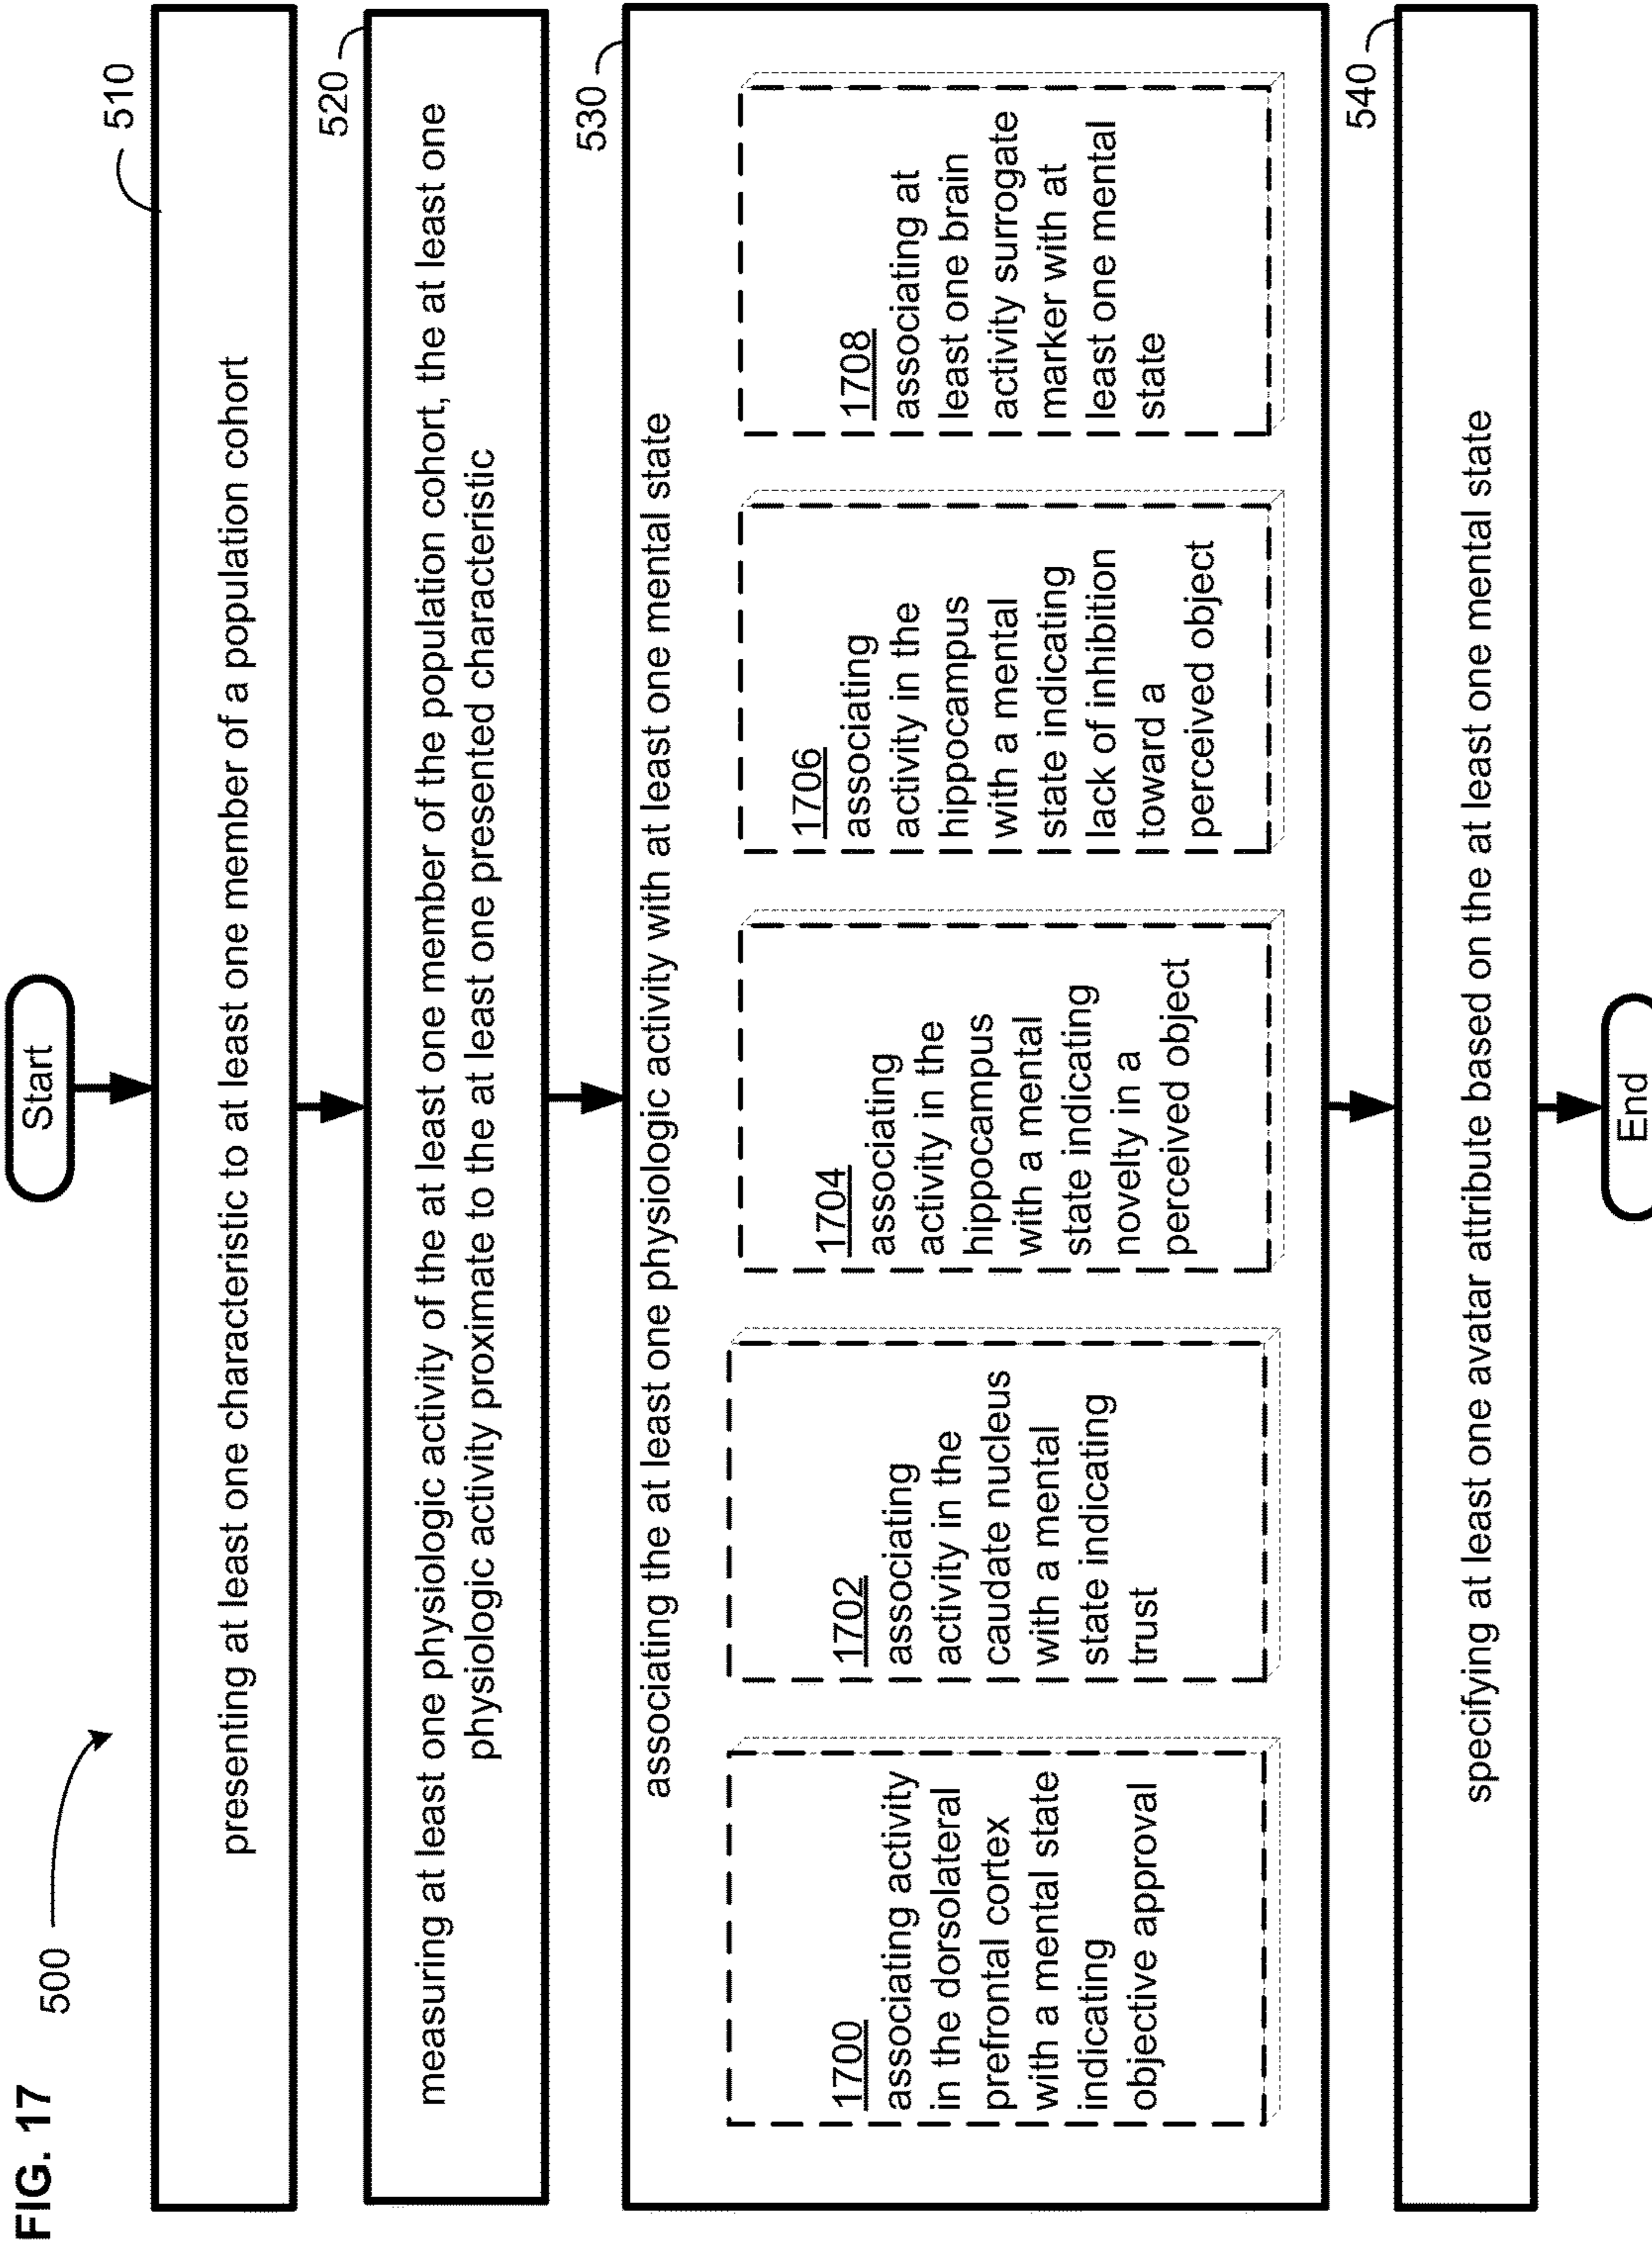 FIG. 17
500
Start
510
presenting at least one characteristic to at least one member of a population cohort
520
measuring at least one physiologic activity of the at least one member of the population cohort, the at least one
physiologic activity proximate to the at least one presented characteristic
530
associating the at least one physiologic activity with at least one mental state
1700
associating activity
in the dorsolateral
prefrontal cortex
with a mental state
indicating
objective approval
1702
associating
activity in the
caudate nucleus
with a mental
state indicating
trust
1704
associating
activity in the
hippocampus
with a mental
state indicating
novelty in a
perceived object
1706
associating
activity in the
hippocampus
with a mental
state indicating
lack of inhibition
toward a
perceived object
1708
associating at
least one brain
activity surrogate
marker with at
least one mental
state
540
specifying at least one avatar attribute based on the at least one mental state
End